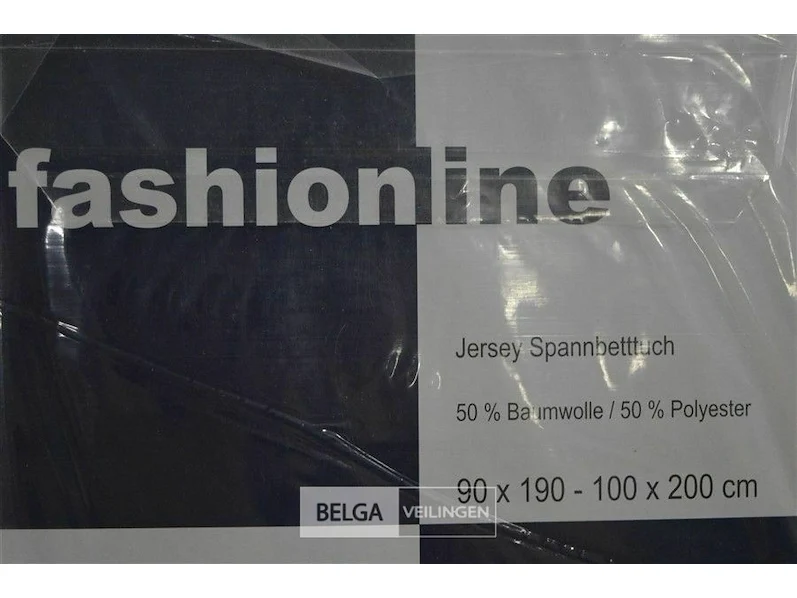 fashionline
Jersey Spannbetttuch
50 % Baumwolle / 50 % Polyester
90 x 190 - 100 x 200 cm
BELGA VEILINGEN